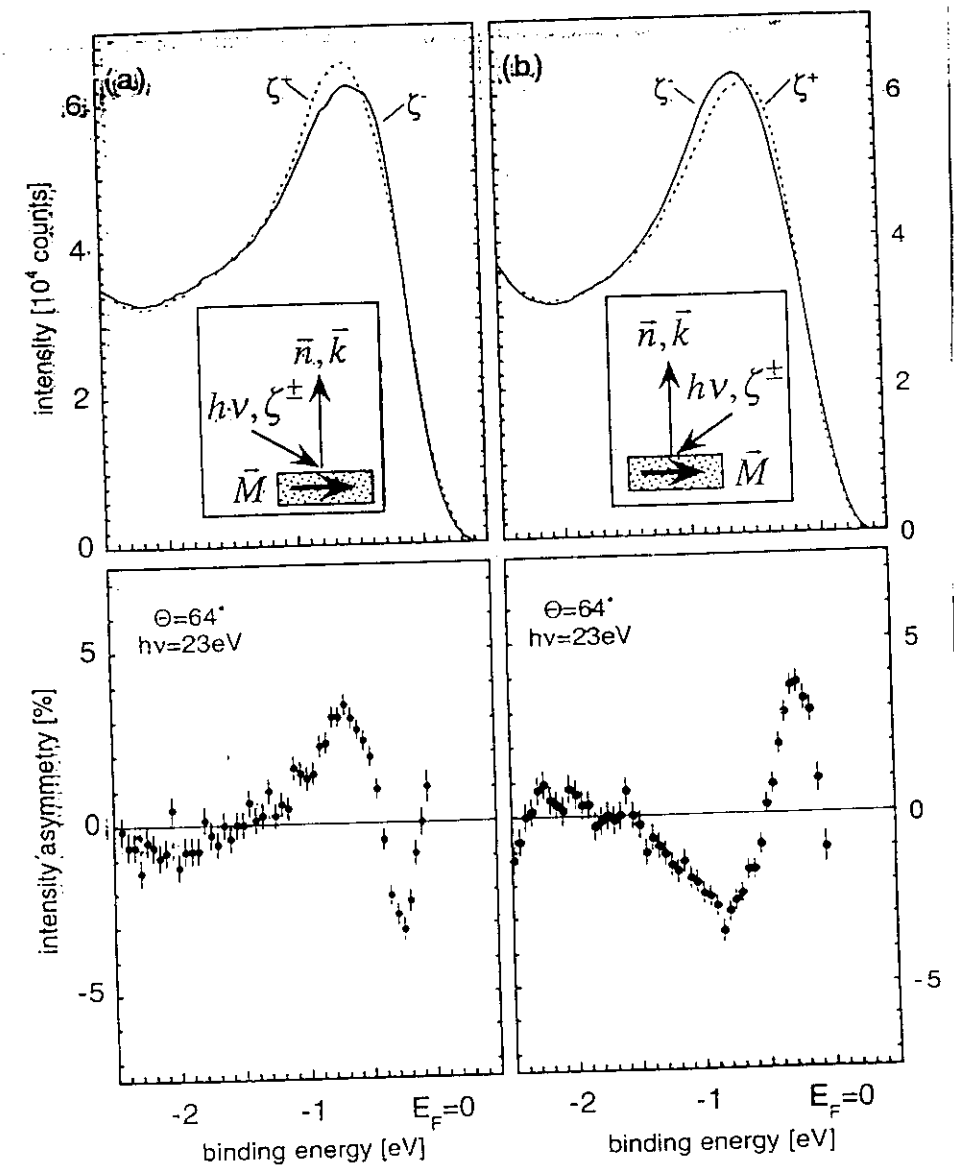 (a)
ζ+
ζ-
6
4
2
0
intensity [10⁴ counts]
n⃗, k⃗
hν, ζ±
M⃗
(b)
ζ-
ζ+
6
4
2
0
n⃗, k⃗
hν, ζ±
M⃗
Θ=64°
hν=23eV
5
0
-5
intensity asymmetry [%]
-2
-1
E_F=0
binding energy [eV]
Θ=64°
hν=23eV
5
0
-5
-2
-1
E_F=0
binding energy [eV]